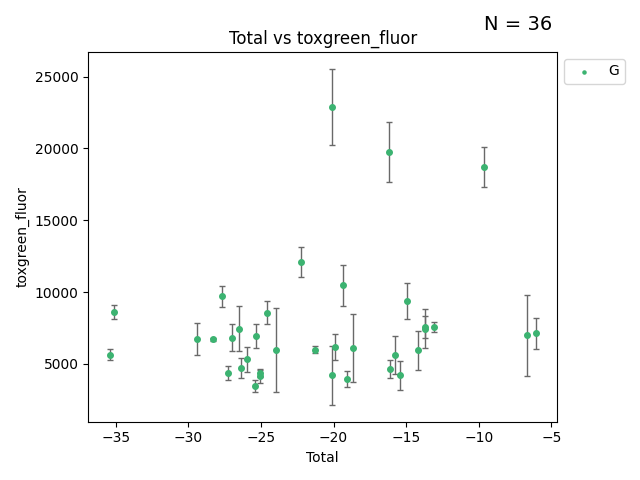 N = 36
Total vs toxgreen_fluor
G
toxgreen_fluor
25000
20000
15000
10000
5000
−35 −30 −25 −20 −15 −10 −5
Total